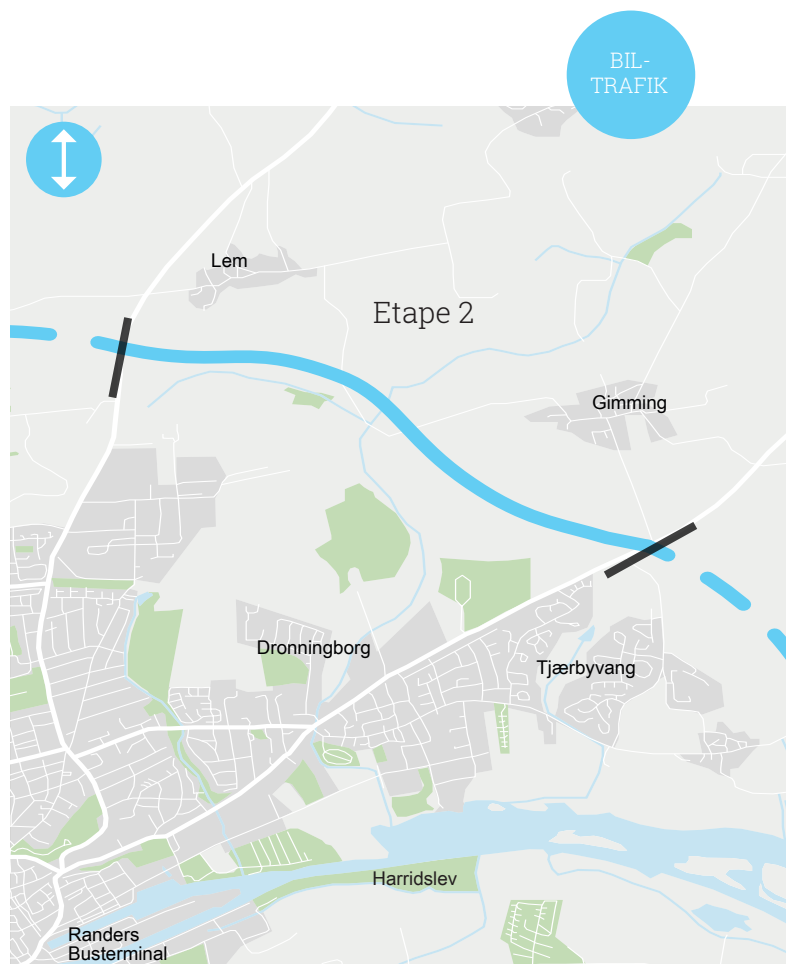 BIL-
TRAFIK
Lem
Etape 2
Gimming
Dronningborg
Tjærbyvang
Harridslev
Randers
Busterminal